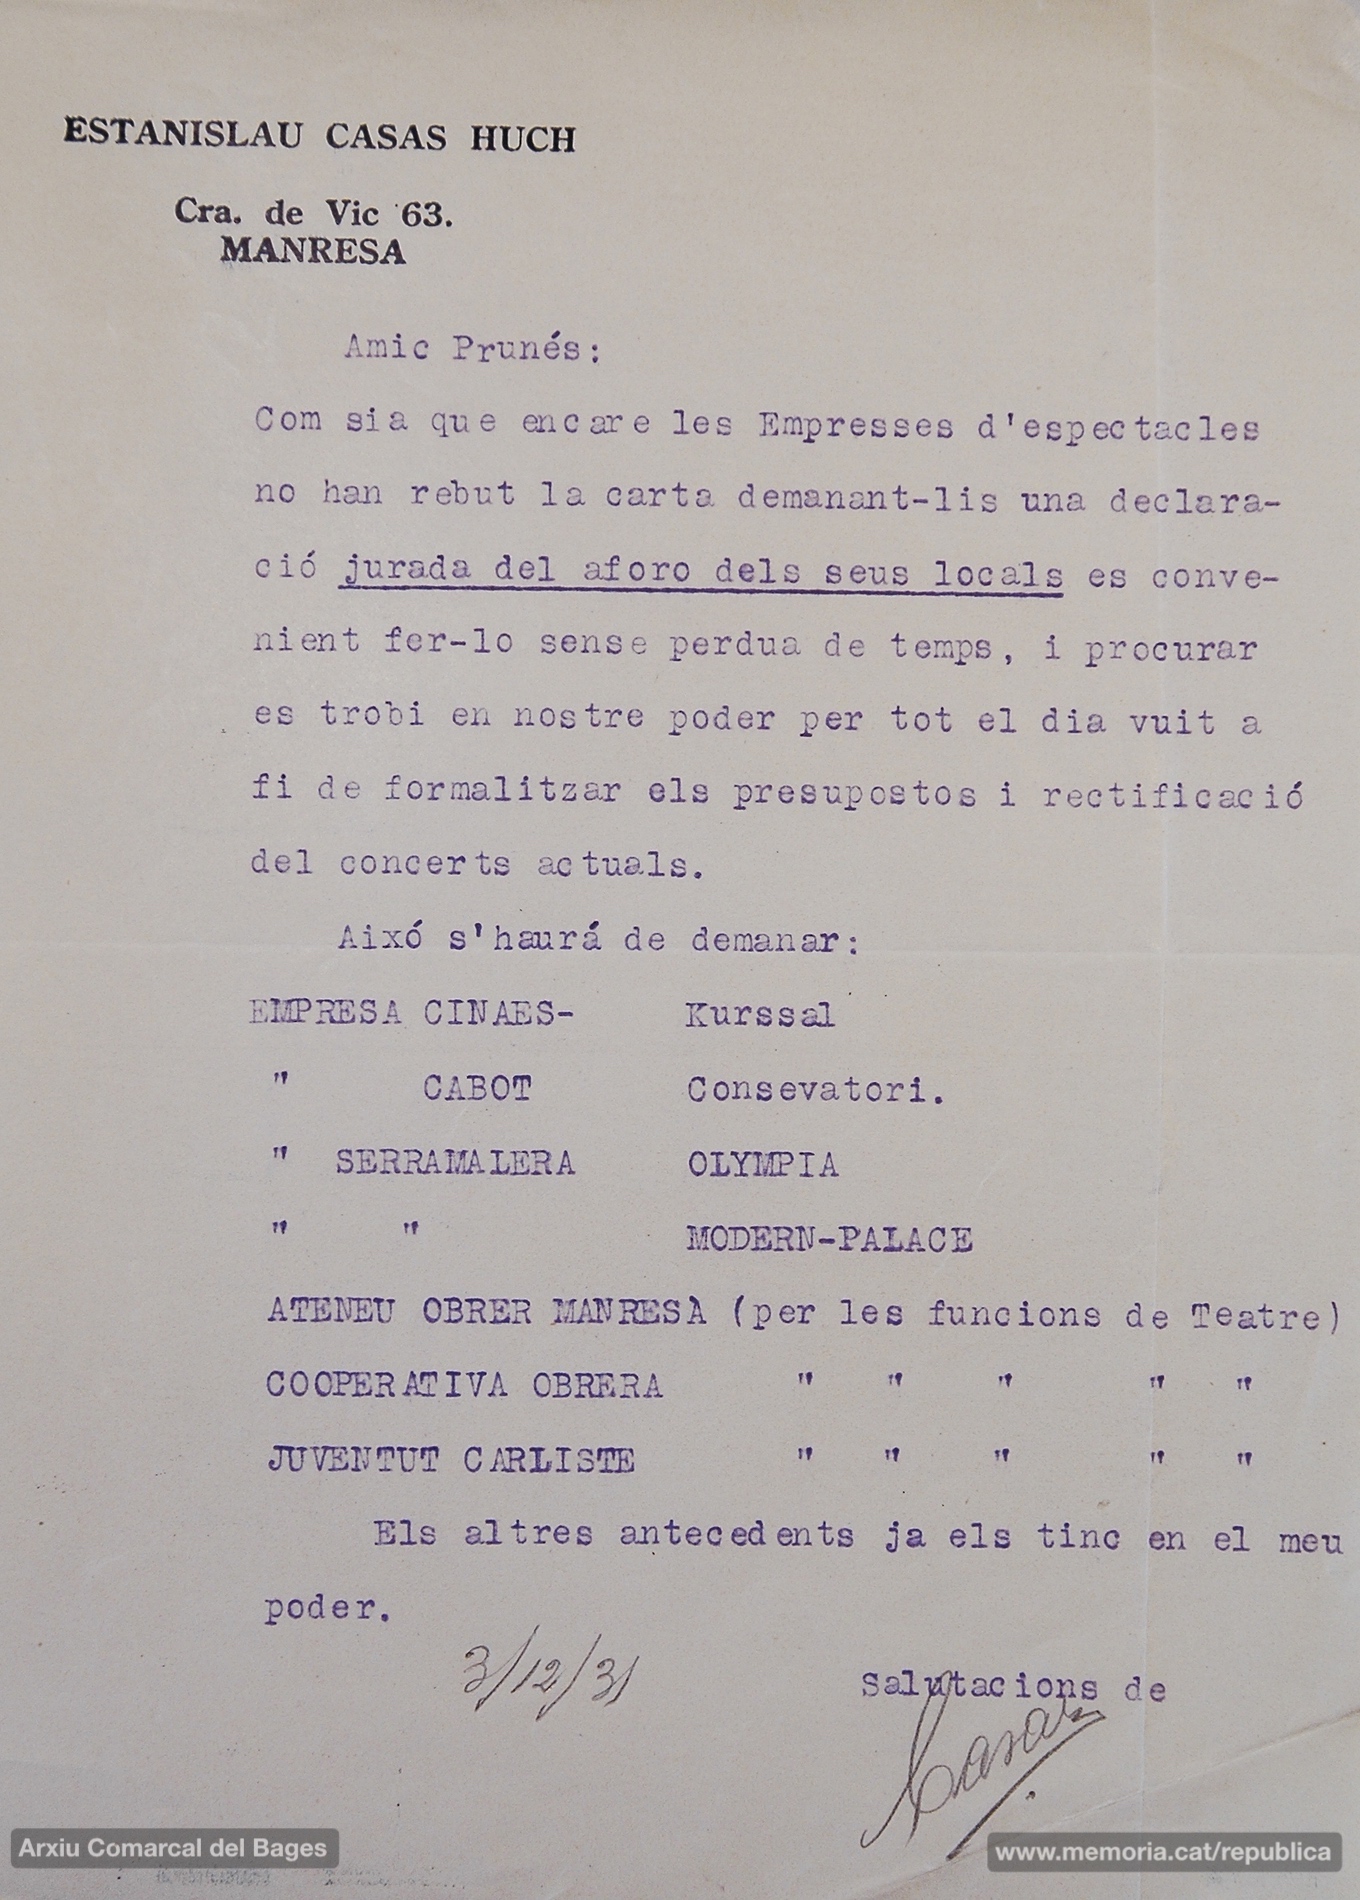 ESTANISLAU CASAS HUCH
Cra. de Vic 63.
MANRESA
Amic Prunés:
Com sia que encare les Empresses d'espectacles
no han rebut la carta demanant-lis una declara-
ció jurada del aforo dels seus locals es conve-
nient fer-lo sense perdua de temps, i procurar
es trobi en nostre poder per tot el dia vuit a
fi de formalitzar els presupostos i rectificació
del concerts actuals.
Aixó s'haurá de demanar:
EMPRESA CINAES- Kurssal
" CABOT Consevatori.
" SERRAMALERA OLYMPIA
" " MODERN-PALACE
ATENEU OBRER MANRESA (per les funcions de Teatre)
COOPERATIVA OBRERA " " " " "
JUVENTUT CARLISTE " " " " "
Els altres antecedents ja els tinc en el meu
poder.
3/12/31
Salutacions de
Casas
Arxiu Comarcal del Bages
www.memoria.cat/republica